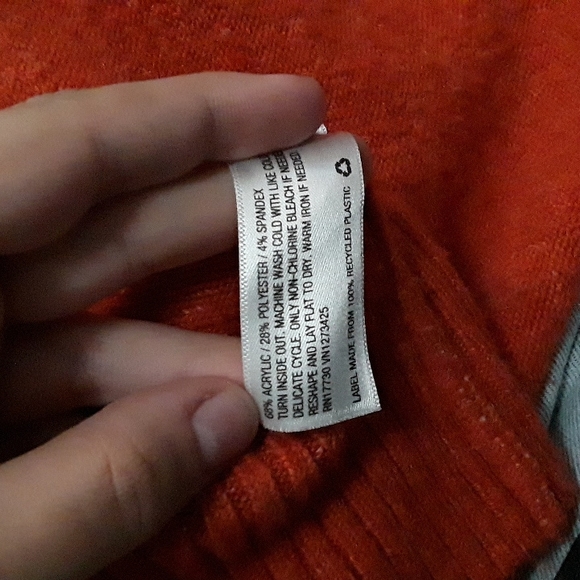 68% ACRYLIC / 28% POLYESTER / 4% SPANDEX
TURN INSIDE OUT. MACHINE WASH COLD WITH LIKE
DELICATE CYCLE. ONLY NON-CHLORINE BLEACH IF
RESHAPE AND LAY FLAT TO DRY. WARM IRON IF NEEDED
RN17730 VN1273425
LABEL MADE FROM 100% RECYCLED PLASTIC